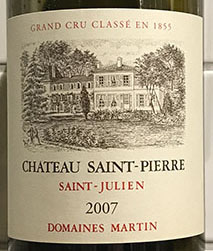 GRAND CRU CLASSÉ EN 1855
CHATEAU SAINT-PIERRE
SAINT-JULIEN
2007
DOMAINES MARTIN